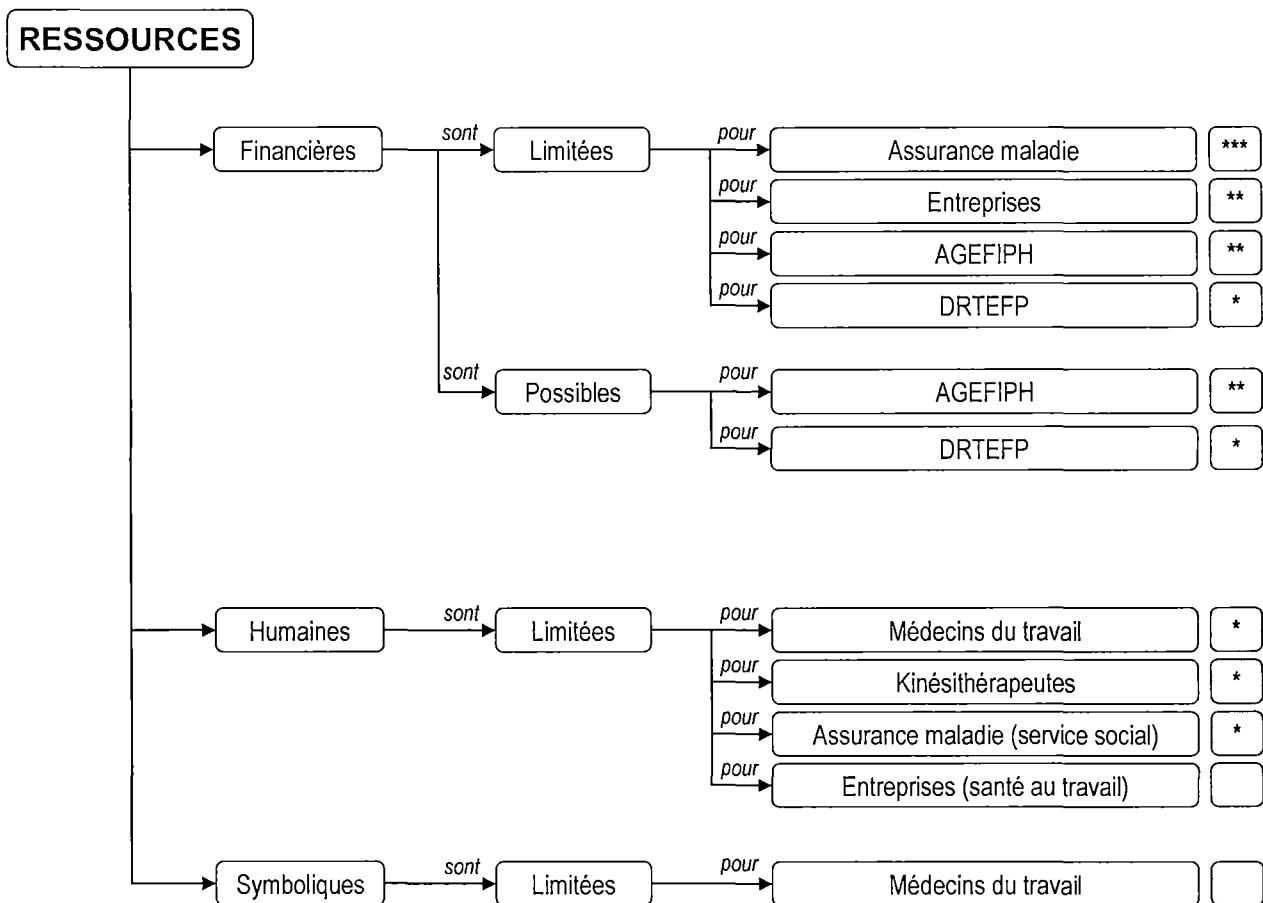 RESSOURCES
Financières sont Limitées pour Assurance maladie ***
pour Entreprises **
pour AGEFIPH **
pour DRTEFP *
sont Possibles pour AGEFIPH **
pour DRTEFP *
Humaines sont Limitées pour Médecins du travail *
pour Kinésithérapeutes *
pour Assurance maladie (service social) *
pour Entreprises (santé au travail)
Symboliques sont Limitées pour Médecins du travail